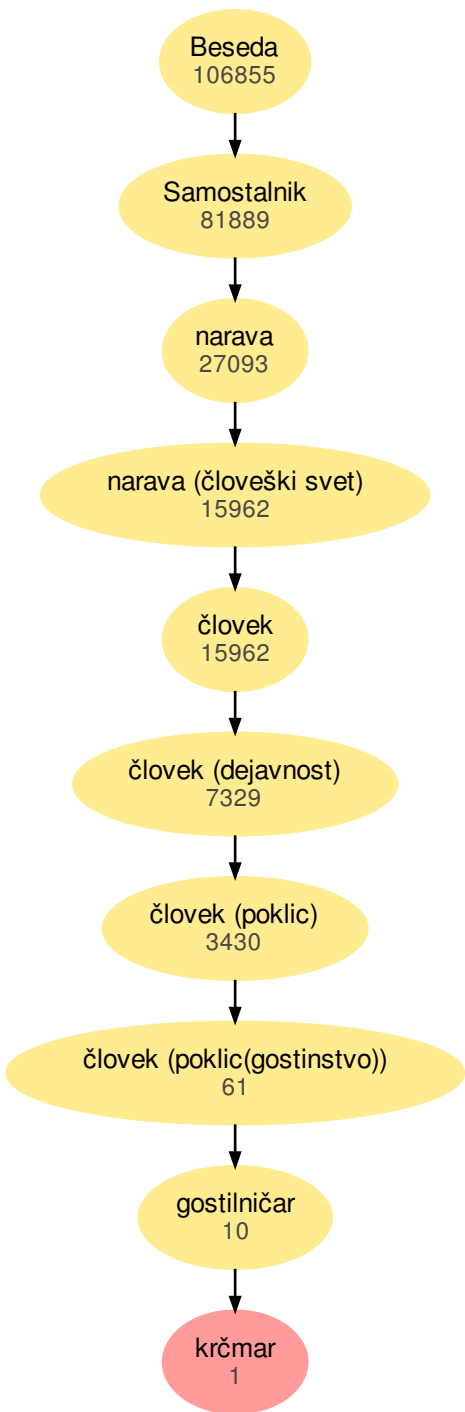 Beseda
106855
Samostalnik
81889
narava
27093
narava (človeški svet)
15962
človek
15962
človek (dejavnost)
7329
človek (poklic)
3430
človek (poklic(gostinstvo))
61
gostilničar
10
krčmar
1